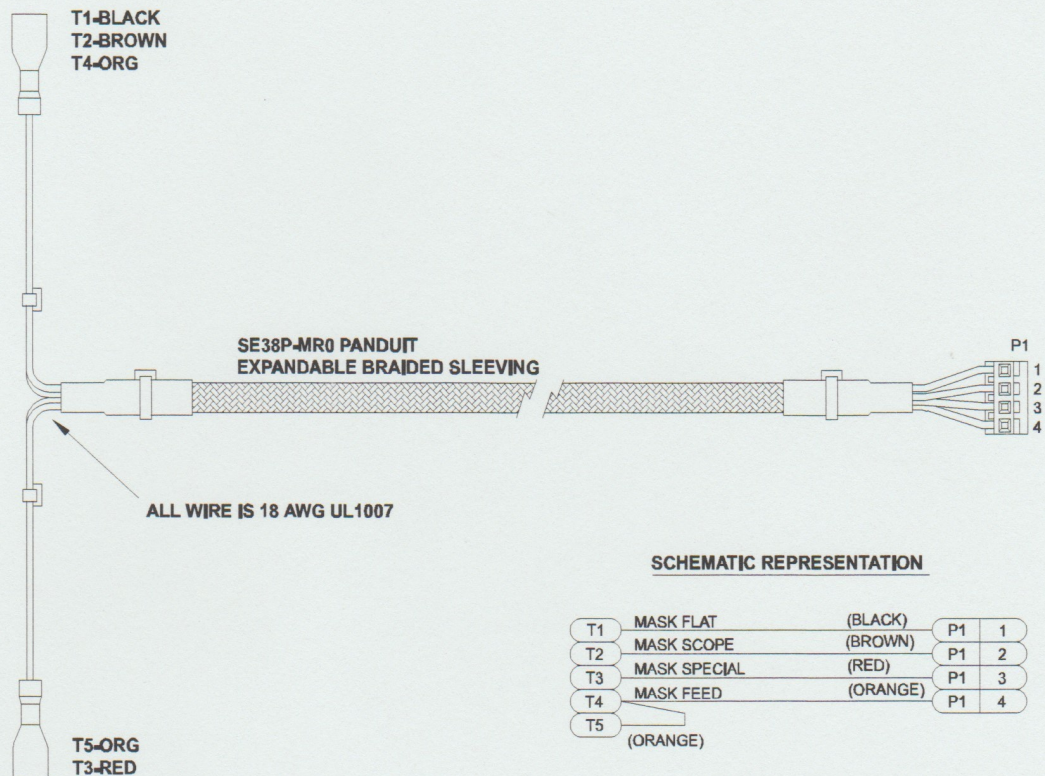 T1-BLACK
T2-BROWN
T4-ORG
SE38P-MR0 PANDUIT
EXPANDABLE BRAIDED SLEEVING
P1
1
2
3
4
ALL WIRE IS 18 AWG UL1007
SCHEMATIC REPRESENTATION
T1 MASK FLAT (BLACK) P1 1
T2 MASK SCOPE (BROWN) P1 2
T3 MASK SPECIAL (RED) P1 3
T4 MASK FEED (ORANGE) P1 4
T5 (ORANGE)
T5-ORG
T3-RED